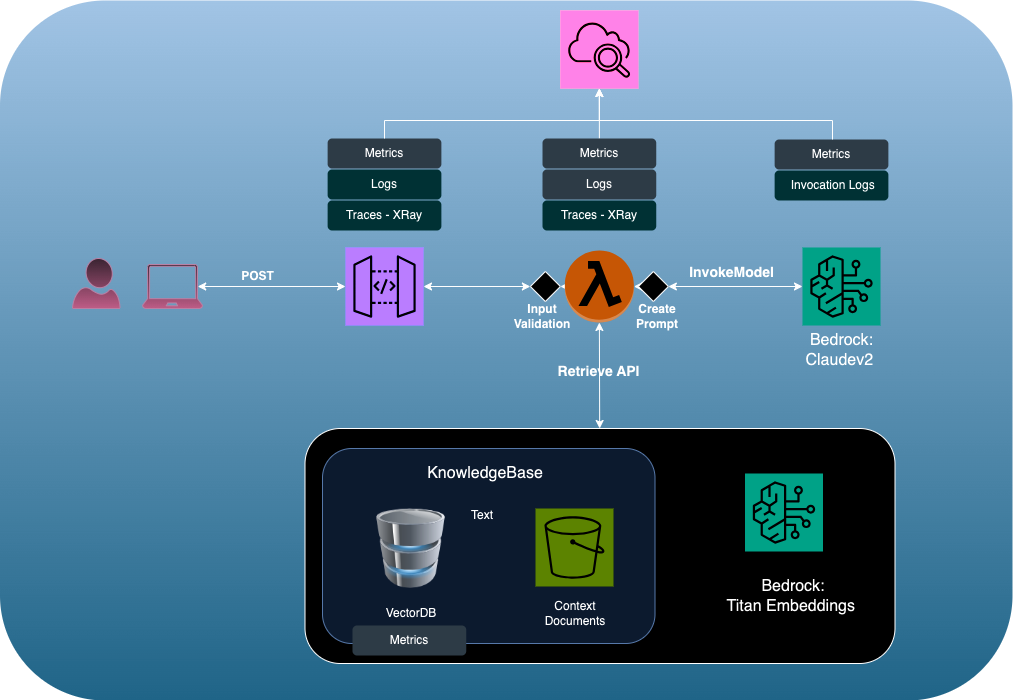 Metrics
Logs
Traces - XRay
Metrics
Logs
Traces - XRay
Metrics
Invocation Logs
POST
</>
Input
Validation
Create
Prompt
InvokeModel
Bedrock:
Claudev2
Retrieve API
KnowledgeBase
Text
VectorDB
Metrics
Context
Documents
Bedrock:
Titan Embeddings